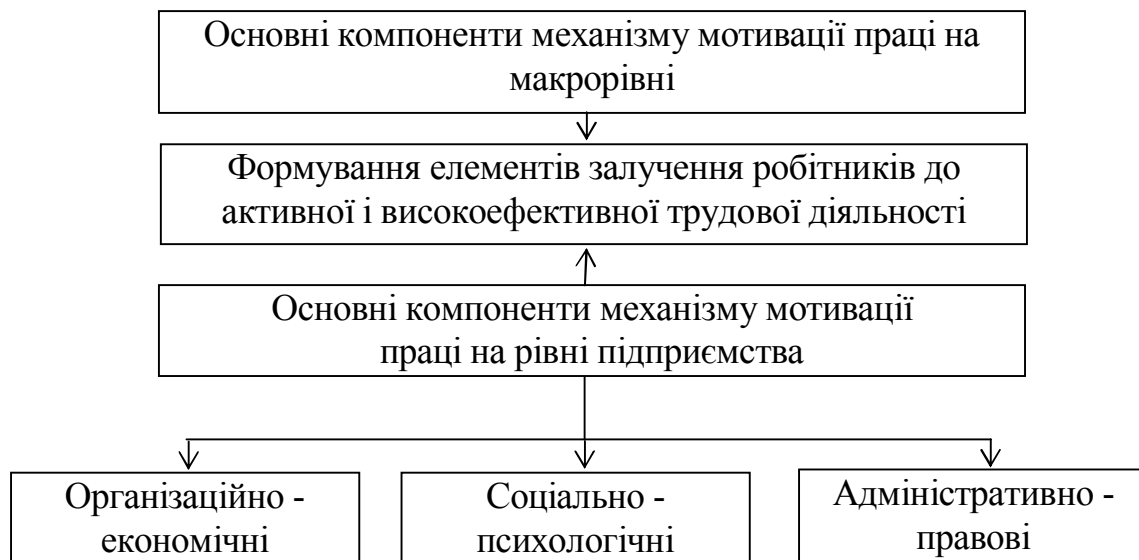 Основні компоненти механізму мотивації праці на
макрорівні
Формування елементів залучення робітників до
активної і високоефективної трудової діяльності
Основні компоненти механізму мотивації
праці на рівні підприємства
Організаційно -
економічні
Соціально -
психологічні
Адміністративно -
правові